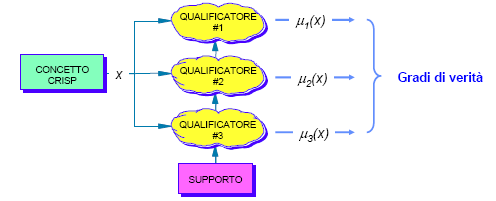 QUALIFICATORE
#1
μ1(x)
CONCETTO
CRISP
x
QUALIFICATORE
#2
μ2(x)
Gradi di verità
QUALIFICATORE
#3
μ3(x)
SUPPORTO